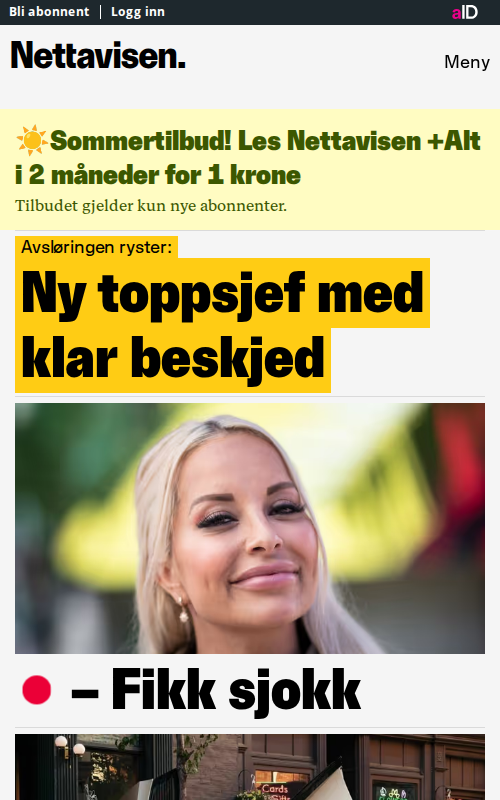 Bli abonnent
Logg inn
aID
Nettavisen.
Meny
☀️Sommertilbud! Les Nettavisen +Alt
i 2 måneder for 1 krone
Tilbudet gjelder kun nye abonnenter.
Avsløringen ryster:
Ny toppsjef med
klar beskjed
– Fikk sjokk
Cards